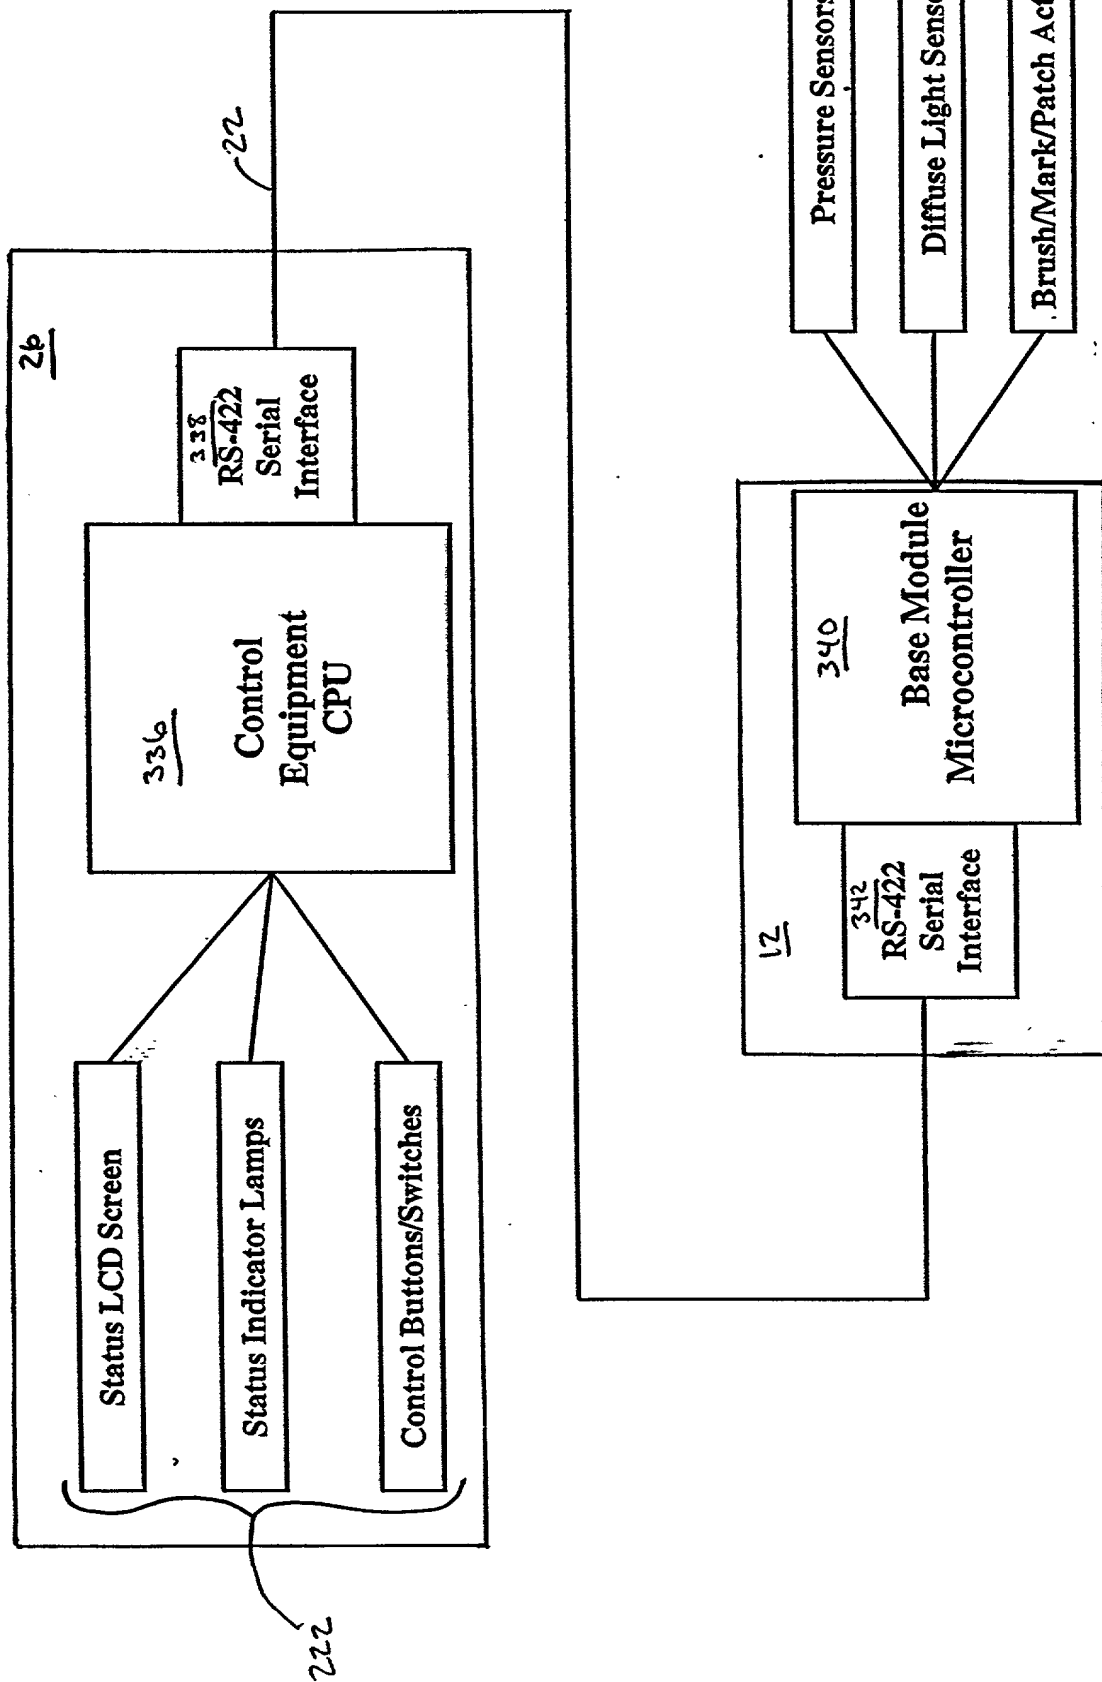 26
Status LCD Screen
Status Indicator Lamps
Control Buttons/Switches
222
336
Control
Equipment
CPU
338
RS-422
Serial
Interface
22
12
342
RS-422
Serial
Interface
340
Base Module
Microcontroller
Pressure Sensors
Diffuse Light
Brush/Mark/Patch